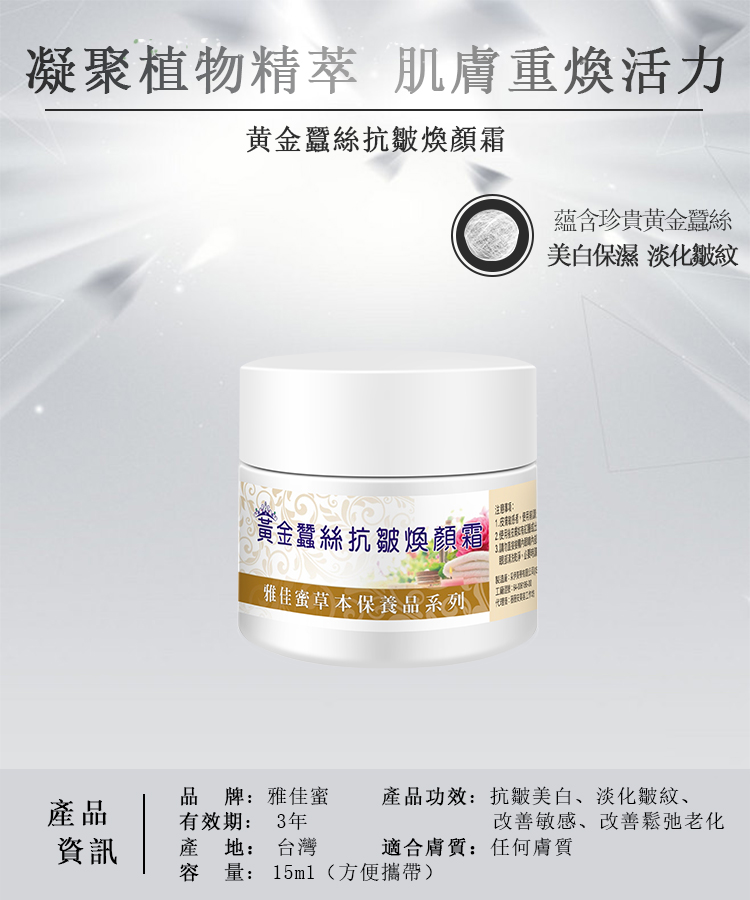 凝聚植物精萃 肌膚重煥活力
黃金蠶絲抗皺煥顏霜
蘊含珍貴黃金蠶絲
美白保濕 淡化皺紋
黃金蠶絲抗皺煥顏霜
雅佳蜜草本保養品系列
注意事項:
產品
資訊
品 牌: 雅佳蜜
有效期: 3年
產 地: 台灣
容 量: 15ml(方便攜帶)
產品功效: 抗皺美白、淡化皺紋、
改善敏感、改善鬆弛老化
適合膚質: 任何膚質